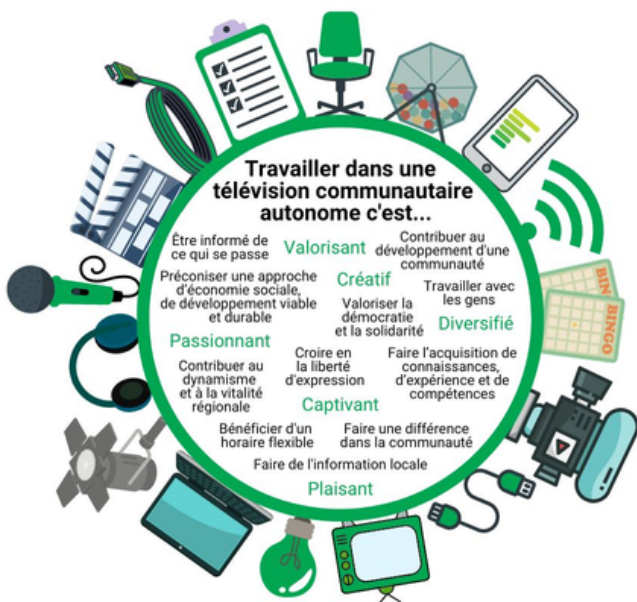 Travailler dans une
télévision communautaire
autonome c'est...
Être informé de
ce qui se passe
Valorisant
Contribuer au
développement d'une
communauté
Préconiser une approche
d'économie sociale,
de développement viable
et durable
Créatif
Travailler avec
les gens
Valoriser la
démocratie
et la solidarité
Diversifié
Passionnant
Croire en
la liberté
d'expression
Faire l'acquisition de
connaissances,
d'expérience et de
compétences
Contribuer au
dynamisme
et à la vitalité
régionale
Captivant
Bénéficier d'un
horaire flexible
Faire une différence
dans la communauté
Faire de l'information locale
Plaisant
BINGO
BINGO